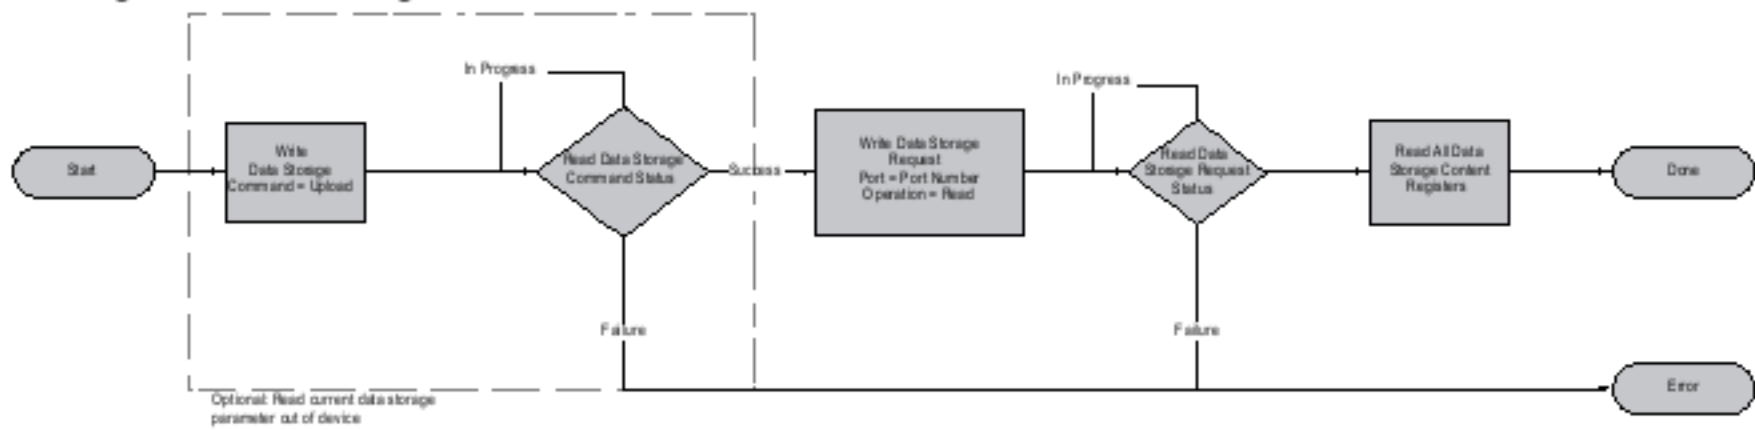 Start
Write
Data Storage
Command = Upload
In Progress
Read Data Storage
Command Status
Success
Failure
Optional: Read current data storage
parameter out of device
Write Data Storage
Request
Port = Port Number
Operation = Read
In Progress
Read Data
Storage Request
Status
Failure
Read All Data
Storage Content
Registers
Done
Error